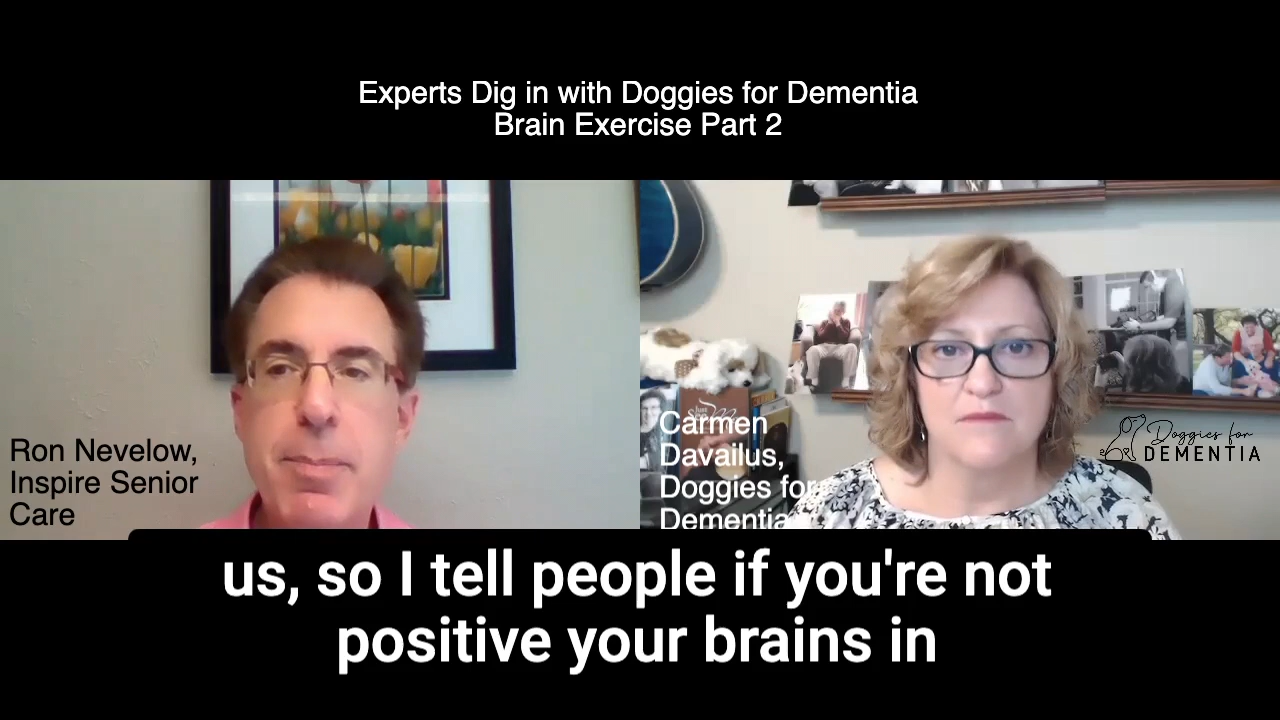 Experts Dig in with Doggies for Dementia
Brain Exercise Part 2
Ron Nevelow,
Inspire Senior
Care
Carmen
Davailus,
Doggies for
Dementia
Doggies for
DEMENTIA
us, so I tell people if you're not
positive your brains in